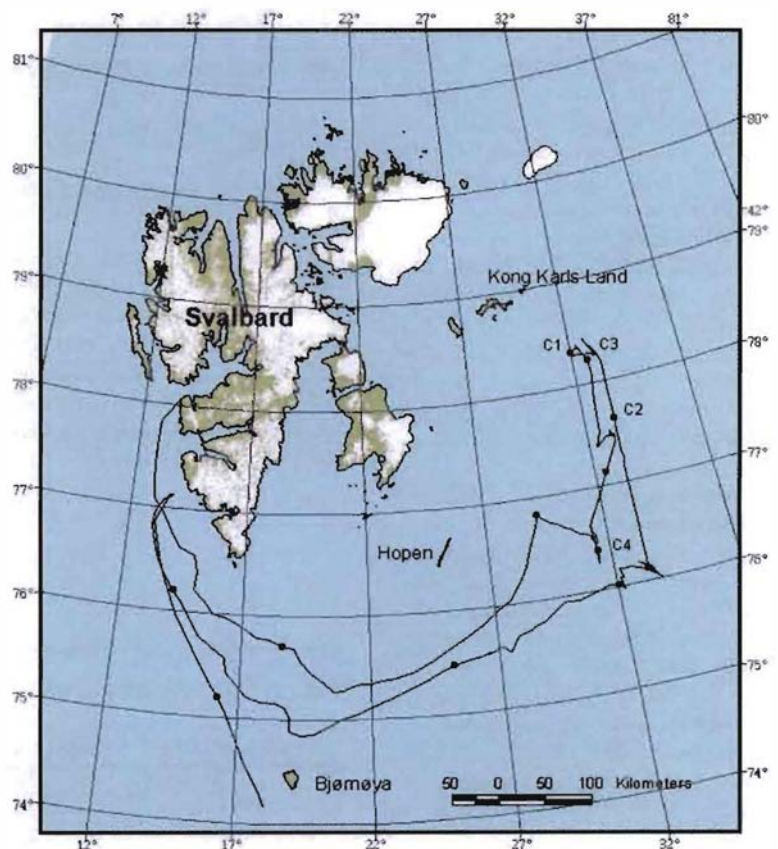 7° 12° 17° 22° 27° 32° 37° 81°
81°
80°
80°
42°
79°
79°
Kong Karls-Land
Svalbard
C1 C3
78°
78°
C2
77°
77°
Hopen
C4
76°
76°
75°
75°
Bjørnøya
50 0 50 100 Kilometers
74°
74°
12° 17° 22° 27° 32°